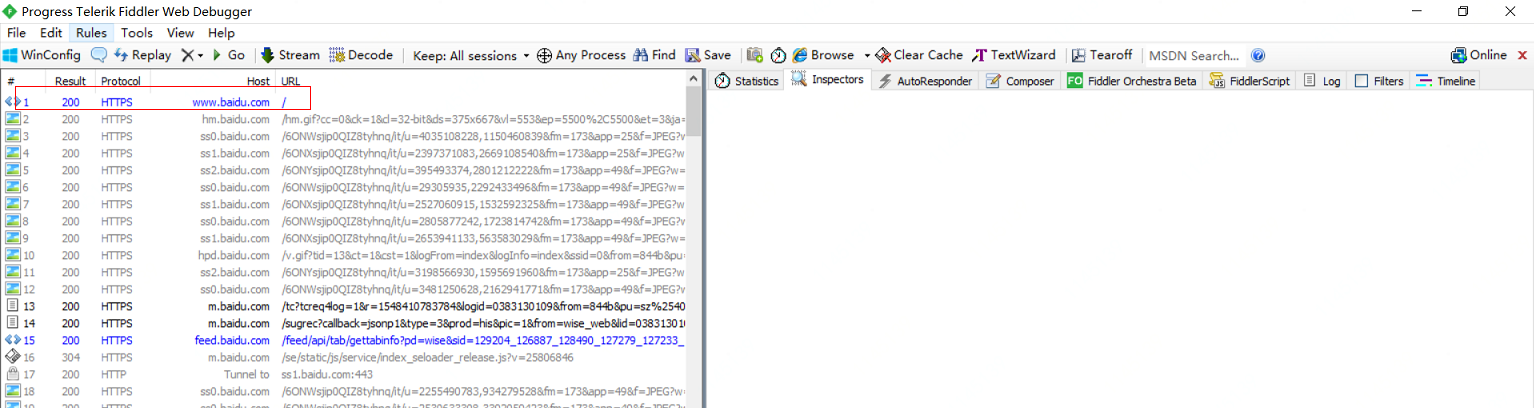 Progress Telerik Fiddler Web Debugger
File Edit Rules Tools View Help
WinConfig Replay Go Stream Decode Keep: All sessions Any Process Find Save Browse Clear Cache TextWizard Tearoff MSDN Search... Online
# Result Protocol Host URL
Statistics Inspectors AutoResponder Composer FO Fiddler Orchestra Beta FiddlerScript Log Filters Timeline
1 200 HTTPS www.baidu.com /
2 200 HTTPS hm.baidu.com /hm.gif?cc=0&ck=1&cl=32-bit&ds=375x667&vl=553&ep=5500%2C5500&et=3&ja=
3 200 HTTPS ss0.baidu.com /6ONWsjip0QIZ8tyhnq/it/u=4035108228,1150460839&fm=173&app=25&f=JPEG?w
4 200 HTTPS ss1.baidu.com /6ONXsjip0QIZ8tyhnq/it/u=2397371083,2669108540&fm=173&app=25&f=JPEG?w
5 200 HTTPS ss2.baidu.com /6ONYsjip0QIZ8tyhnq/it/u=395493374,2801212222&fm=173&app=49&f=JPEG?w=
6 200 HTTPS ss0.baidu.com /6ONWsjip0QIZ8tyhnq/it/u=29305935,2292433496&fm=173&app=49&f=JPEG?w=
7 200 HTTPS ss1.baidu.com /6ONXsjip0QIZ8tyhnq/it/u=2527060915,1532592325&fm=173&app=49&f=JPEG?w
8 200 HTTPS ss0.baidu.com /6ONWsjip0QIZ8tyhnq/it/u=2805877242,1723814742&fm=173&app=49&f=JPEG?w
9 200 HTTPS ss1.baidu.com /6ONXsjip0QIZ8tyhnq/it/u=2653941133,563583029&fm=173&app=49&f=JPEG?w=
10 200 HTTPS hpd.baidu.com /v.gif?tid=13&ct=1&cst=1&logFrom=index&logInfo=index&ssid=0&from=844b&pu=
11 200 HTTPS ss2.baidu.com /6ONYsjip0QIZ8tyhnq/it/u=3198566930,1595691960&fm=173&app=25&f=JPEG?w
12 200 HTTPS ss0.baidu.com /6ONWsjip0QIZ8tyhnq/it/u=3481250628,2162941771&fm=173&app=49&f=JPEG?w
13 200 HTTPS m.baidu.com /tc?tcreq4log=1&r=1548410783784&logid=0383130109&from=844b&pu=sz%2540
14 200 HTTPS m.baidu.com /sugrec?callback=jsonp1&type=3&prod=his&pic=1&from=wise_web&lid=038313010
15 200 HTTPS feed.baidu.com /feed/api/tab/gettabinfo?pd=wise&sid=129204_126887_128490_127279_127233_
16 304 HTTPS m.baidu.com /se/static/js/service/index_seloader_release.js?v=25806846
17 200 HTTP Tunnel to ss1.baidu.com:443
18 200 HTTPS ss0.baidu.com /6ONWsjip0QIZ8tyhnq/it/u=2255490783,934279528&fm=173&app=49&f=JPEG?w=